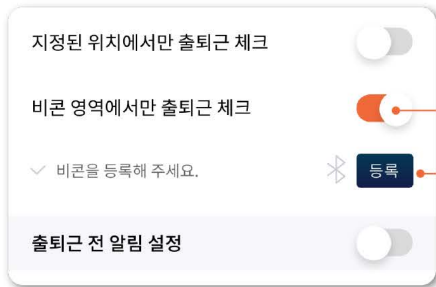 지정된 위치에서만 출퇴근 체크
비콘 영역에서만 출퇴근 체크
비콘을 등록해 주세요.
등록
출퇴근 전 알림 설정